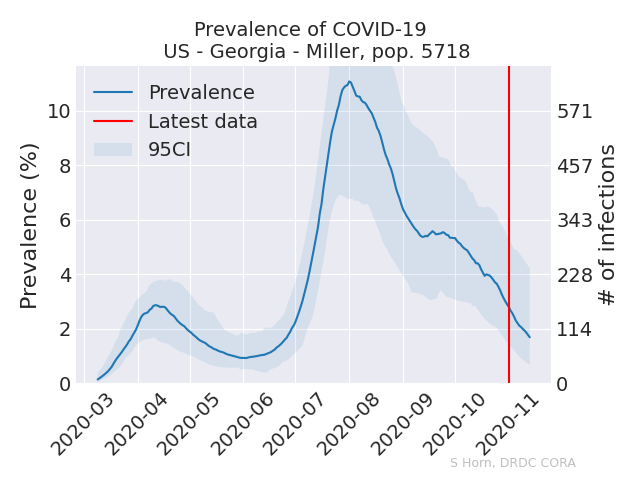 Prevalence of COVID-19
US - Georgia - Miller, pop. 5718
Prevalence
Latest data
95CI
Prevalence (%)
10
8
6
4
2
0
571
457
343
228
114
0
# of infections
2020-03
2020-04
2020-05
2020-06
2020-07
2020-08
2020-09
2020-10
2020-11
S Horn, DRDC CORA